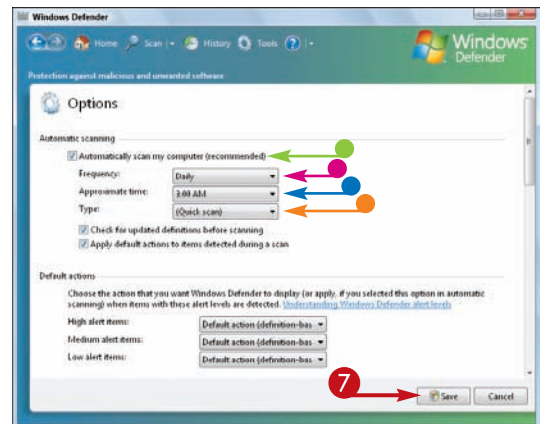 Windows Defender
Home Scan History Tools
Windows
Defender
Protection against malicious and unwanted software
Options
Automatic scanning
Automatically scan my computer (recommended)
Frequency: Daily
Approximate time: 3:00 AM
Type: (Quick scan)
Check for updated definitions before scanning
Apply default actions to items detected during a scan
Default actions
Choose the action that you want Windows Defender to display (or apply, if you selected this option in automatic
scanning) when items with these alert levels are detected. Understanding Windows Defender alert levels
High alert items: Default action (definition-bas
Medium alert items: Default action (definition-bas
Low alert items: Default action (definition-bas
7
Save Cancel